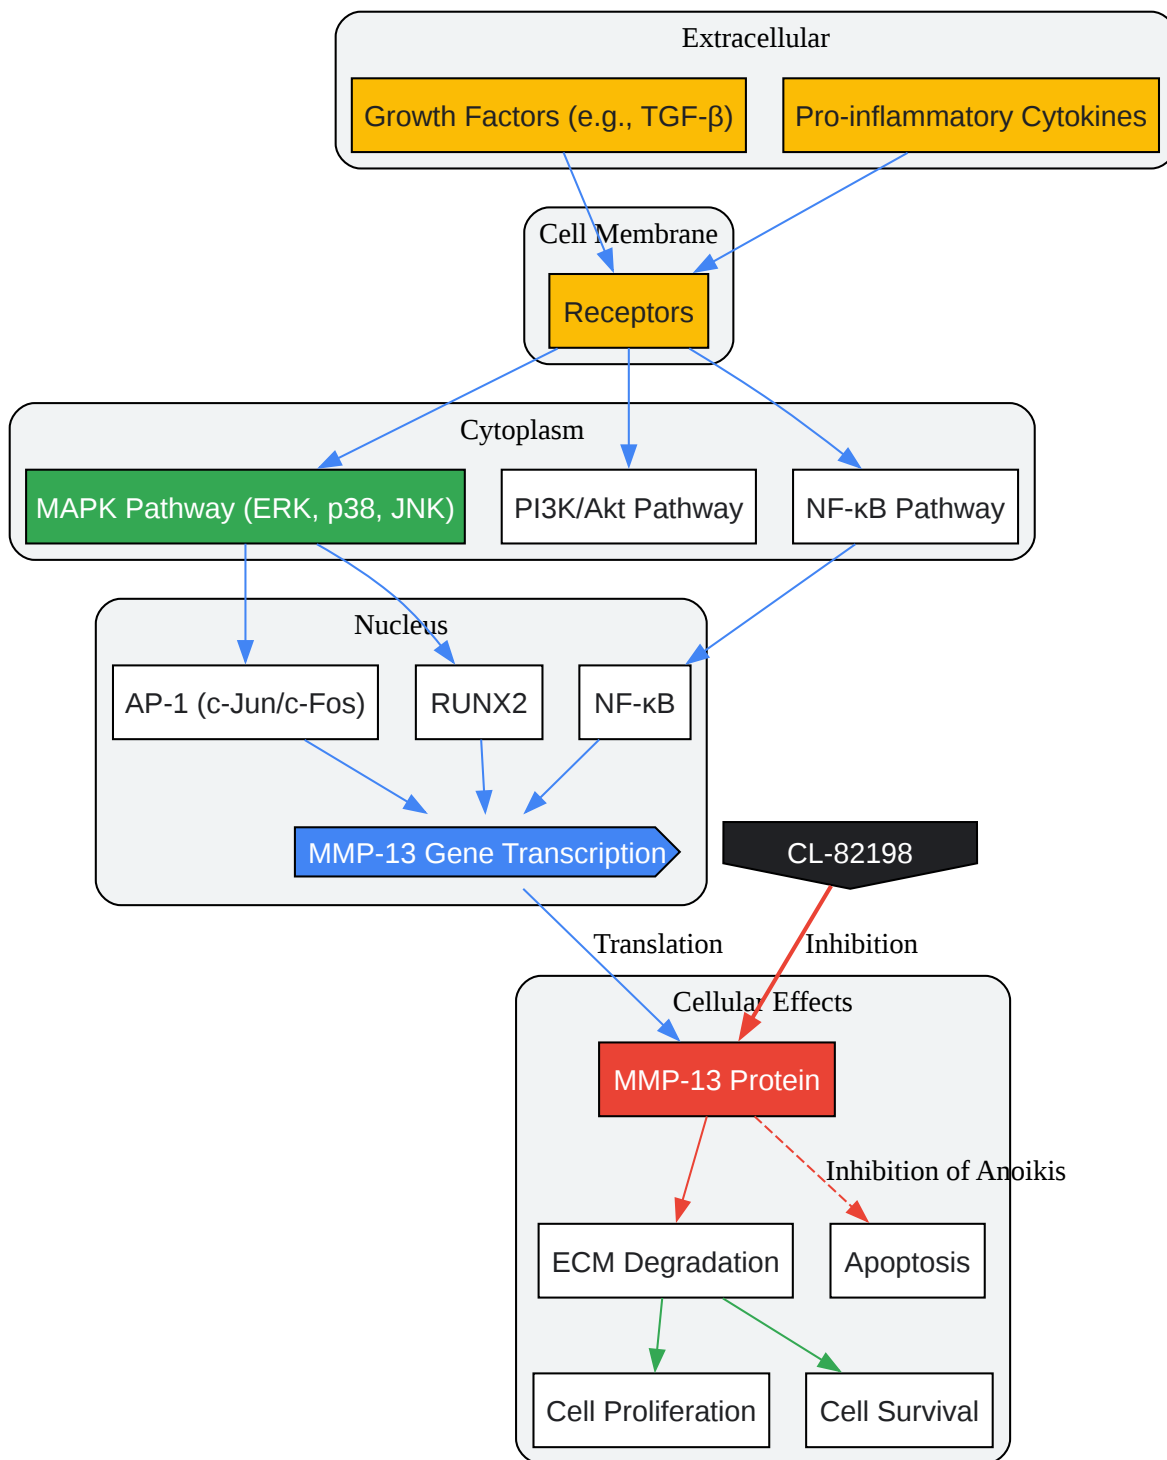 Extracellular
Growth Factors (e.g., TGF-β)
Pro-inflammatory Cytokines
Cell Membrane
Receptors
Cytoplasm
MAPK Pathway (ERK, p38, JNK)
PI3K/Akt Pathway
NF-κB Pathway
Nucleus
AP-1 (c-Jun/c-Fos)
RUNX2
NF-κB
MMP-13 Gene Transcription
CL-82198
Translation
Inhibition
Cellular Effects
MMP-13 Protein
Inhibition of Anoikis
ECM Degradation
Apoptosis
Cell Proliferation
Cell Survival